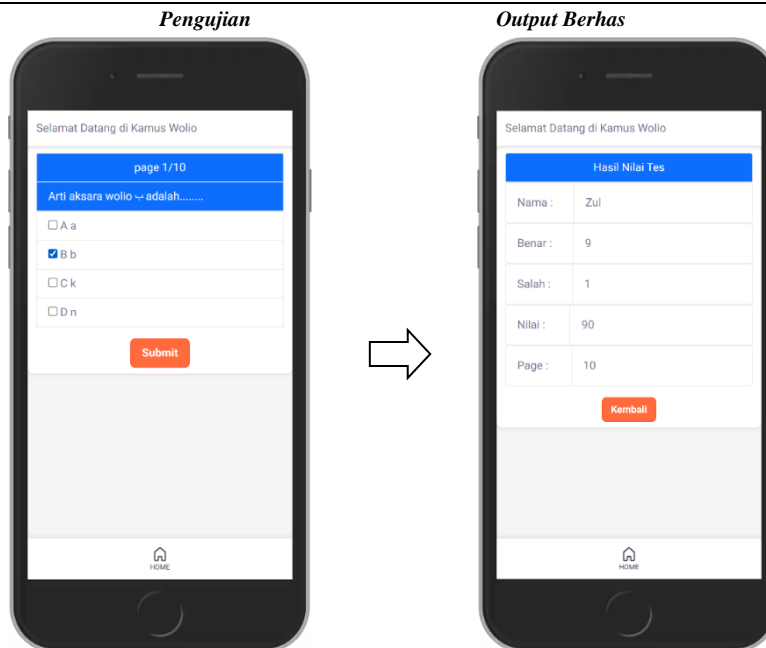 Pengujian
Output Berhas
Selamat Datang di Kamus Wolio
page 1/10
Arti aksara wolio ب adalah........
A a
B b
C k
D n
Submit
HOME
Selamat Datang di Kamus Wolio
Hasil Nilai Tes
Nama : Zul
Benar : 9
Salah : 1
Nilai : 90
Page : 10
Kembali
HOME